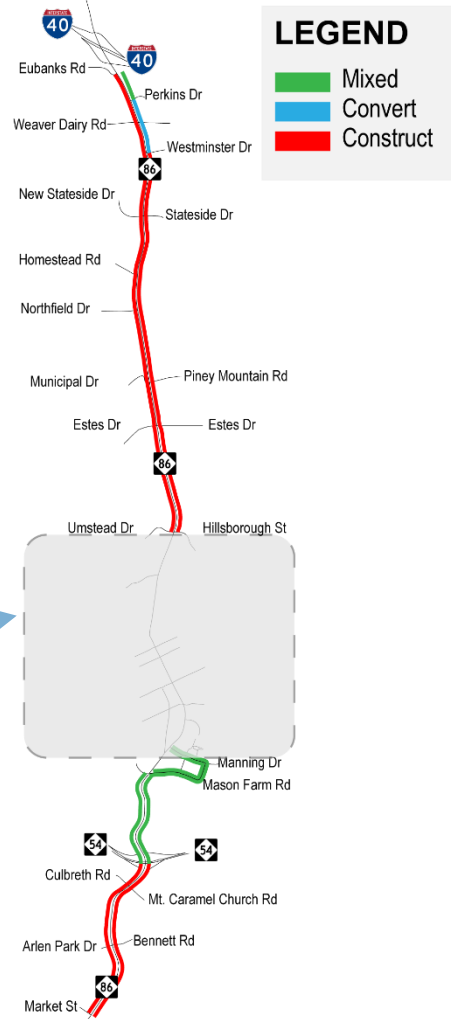 LEGEND
Mixed
Convert
Construct
INTERSTATE
40
INTERSTATE
40
Eubanks Rd
Perkins Dr
Weaver Dairy Rd
Westminster Dr
86
New Stateside Dr
Stateside Dr
Homestead Rd
Northfield Dr
Municipal Dr
Piney Mountain Rd
Estes Dr
Estes Dr
86
Umstead Dr
Hillsborough St
Manning Dr
Mason Farm Rd
54
54
Culbreth Rd
Mt. Caramel Church Rd
Arlen Park Dr
Bennett Rd
86
Market St